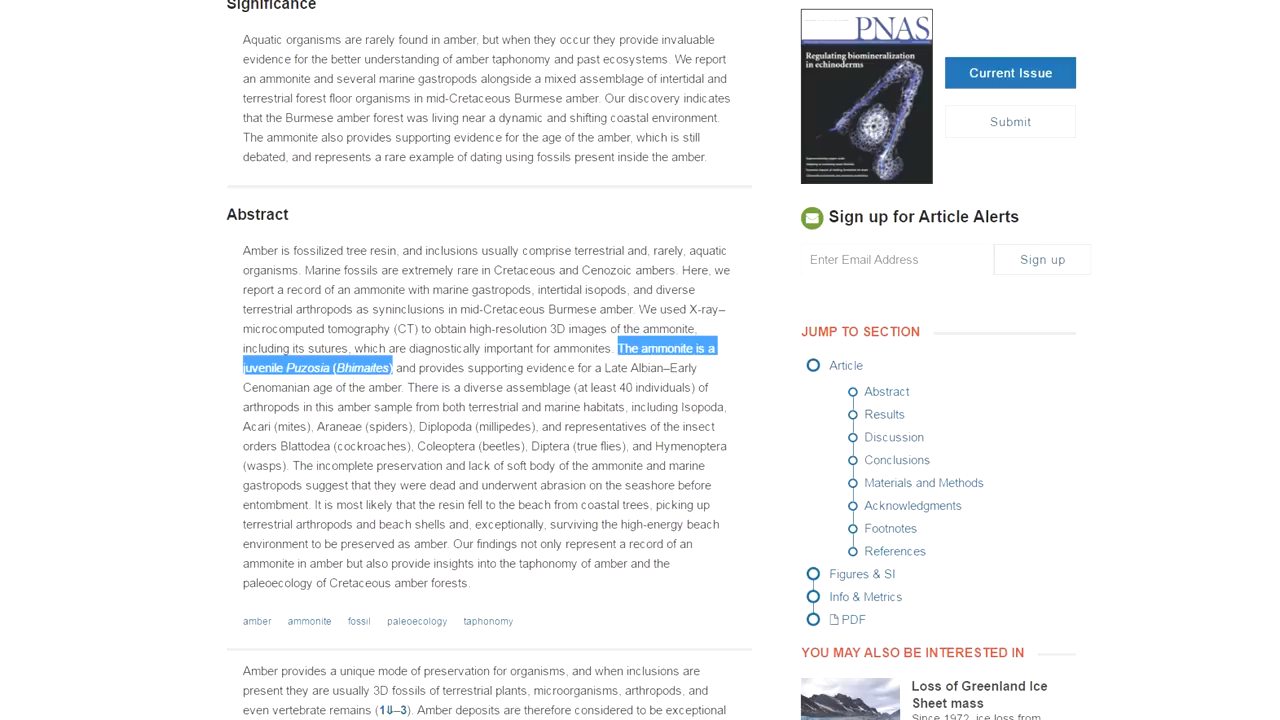 Significance
Aquatic organisms are rarely found in amber, but when they occur they provide invaluable
evidence for the better understanding of amber taphonomy and past ecosystems. We report
an ammonite and several marine gastropods alongside a mixed assemblage of intertidal and
terrestrial forest floor organisms in mid-Cretaceous Burmese amber. Our discovery indicates
that the Burmese amber forest was living near a dynamic and shifting coastal environment.
The ammonite also provides supporting evidence for the age of the amber, which is still
debated, and represents a rare example of dating using fossils present inside the amber.
Abstract
Amber is fossilized tree resin, and inclusions usually comprise terrestrial and, rarely, aquatic
organisms. Marine fossils are extremely rare in Cretaceous and Cenozoic ambers. Here, we
report a record of an ammonite with marine gastropods, intertidal isopods, and diverse
terrestrial arthropods as syninclusions in mid-Cretaceous Burmese amber. We used X-ray–
microcomputed tomography (CT) to obtain high-resolution 3D images of the ammonite,
including its sutures, which are diagnostically important for ammonites. The ammonite is a
juvenile Puzosia (Bhimaites) and provides supporting evidence for a Late Albian–Early
Cenomanian age of the amber. There is a diverse assemblage (at least 40 individuals) of
arthropods in this amber sample from both terrestrial and marine habitats, including Isopoda,
Acari (mites), Araneae (spiders), Diplopoda (millipedes), and representatives of the insect
orders Blattodea (cockroaches), Coleoptera (beetles), Diptera (true flies), and Hymenoptera
(wasps). The incomplete preservation and lack of soft body of the ammonite and marine
gastropods suggest that they were dead and underwent abrasion on the seashore before
entombment. It is most likely that the resin fell to the beach from coastal trees, picking up
terrestrial arthropods and beach shells and, exceptionally, surviving the high-energy beach
environment to be preserved as amber. Our findings not only represent a record of an
ammonite in amber but also provide insights into the taphonomy of amber and the
paleoecology of Cretaceous amber forests.
amber ammonite fossil paleoecology taphonomy
Amber provides a unique mode of preservation for organisms, and when inclusions are
present they are usually 3D fossils of terrestrial plants, microorganisms, arthropods, and
even vertebrate remains (1⇓–3). Amber deposits are therefore considered to be exceptional
PNAS
Regulating biomineralization
in echinoderms
Current Issue
Submit
Sign up for Article Alerts
Enter Email Address Sign up
JUMP TO SECTION
Article
Abstract
Results
Discussion
Conclusions
Materials and Methods
Acknowledgments
Footnotes
References
Figures & SI
Info & Metrics
PDF
YOU MAY ALSO BE INTERESTED IN
Loss of Greenland Ice
Sheet mass
Since 1972, ice loss from